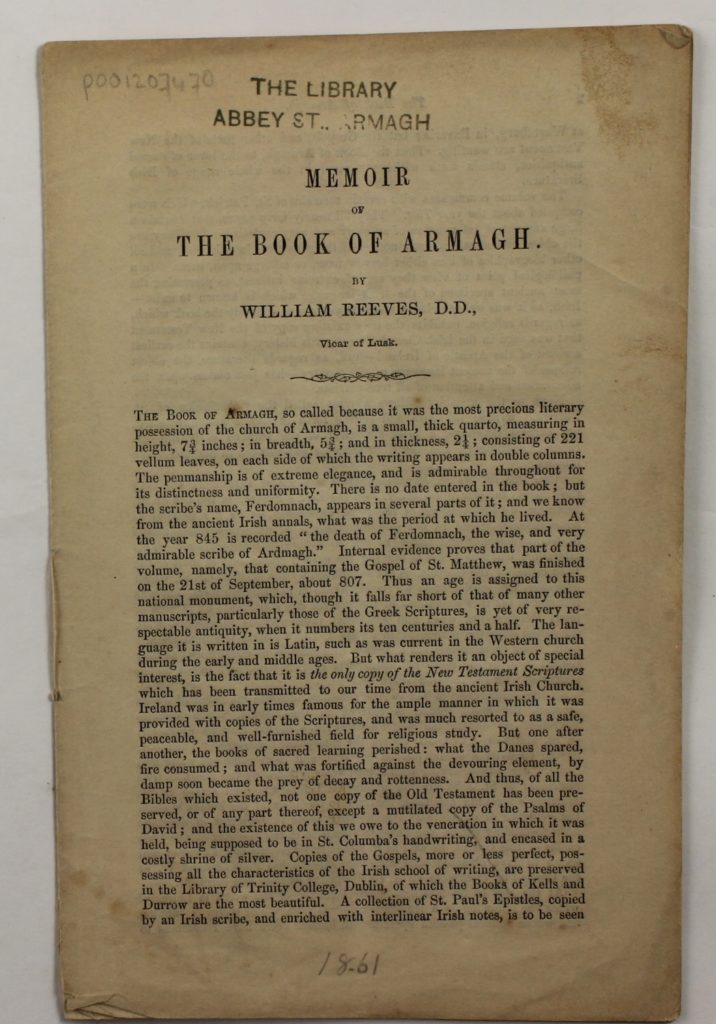 p001207470
THE LIBRARY
ABBEY ST., ARMAGH
MEMOIR
OF
THE BOOK OF ARMAGH.
BY
WILLIAM REEVES, D.D.,
Vicar of Lusk.
THE BOOK OF ARMAGH, so called because it was the most precious literary
possession of the church of Armagh, is a small, thick quarto, measuring in
height, 7¾ inches; in breadth, 5¾; and in thickness, 2¼; consisting of 221
vellum leaves, on each side of which the writing appears in double columns.
The penmanship is of extreme elegance, and is admirable throughout for
its distinctness and uniformity. There is no date entered in the book; but
the scribe's name, Ferdomnach, appears in several parts of it; and we know
from the ancient Irish annals, what was the period at which he lived. At
the year 845 is recorded "the death of Ferdomnach, the wise, and very
admirable scribe of Ardmagh." Internal evidence proves that part of the
volume, namely, that containing the Gospel of St. Matthew, was finished
on the 21st of September, about 807. Thus an age is assigned to this
national monument, which, though it falls far short of that of many other
manuscripts, particularly those of the Greek Scriptures, is yet of very re-
spectable antiquity, when it numbers its ten centuries and a half. The lan-
guage it is written in is Latin, such as was current in the Western church
during the early and middle ages. But what renders it an object of special
interest, is the fact that it is the only copy of the New Testament Scriptures
which has been transmitted to our time from the ancient Irish Church.
Ireland was in early times famous for the ample manner in which it was
provided with copies of the Scriptures, and was much resorted to as a safe,
peaceable, and well-furnished field for religious study. But one after
another, the books of sacred learning perished: what the Danes spared,
fire consumed; and what was fortified against the devouring element, by
damp soon became the prey of decay and rottenness. And thus, of all the
Bibles which existed, not one copy of the Old Testament has been pre-
served, or of any part thereof, except a mutilated copy of the Psalms of
David; and the existence of this we owe to the veneration in which it was
held, being supposed to be in St. Columba's handwriting, and encased in a
costly shrine of silver. Copies of the Gospels, more or less perfect, pos-
sessing all the characteristics of the Irish school of writing, are preserved
in the Library of Trinity College, Dublin, of which the Books of Kells and
Durrow are the most beautiful. A collection of St. Paul's Epistles, copied
by an Irish scribe, and enriched with interlinear Irish notes, is to be seen
1861